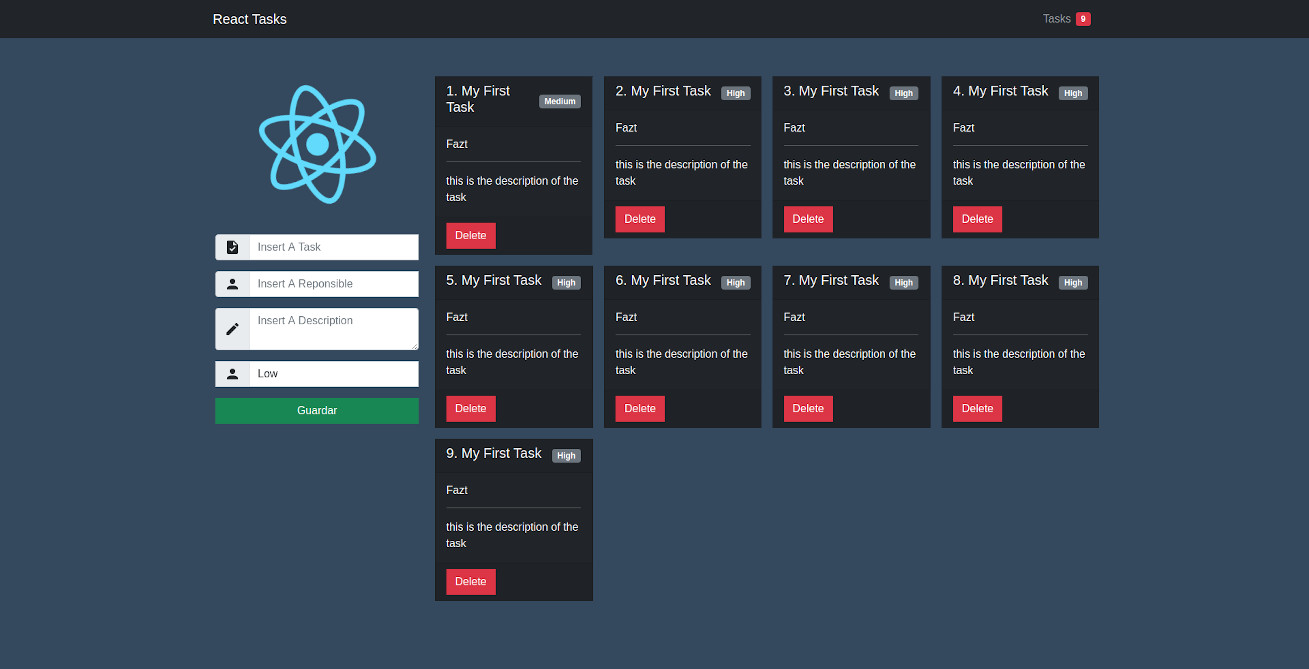 React Tasks
Tasks 9
Insert A Task
Insert A Reponsible
Insert A Description
Low
Guardar
1. My First
Task
Medium
Fazt
this is the description of the
task
Delete
2. My First Task High
Fazt
this is the description of the
task
Delete
3. My First Task High
Fazt
this is the description of the
task
Delete
4. My First Task High
Fazt
this is the description of the
task
Delete
5. My First Task High
Fazt
this is the description of the
task
Delete
6. My First Task High
Fazt
this is the description of the
task
Delete
7. My First Task High
Fazt
this is the description of the
task
Delete
8. My First Task High
Fazt
this is the description of the
task
Delete
9. My First Task High
Fazt
this is the description of the
task
Delete